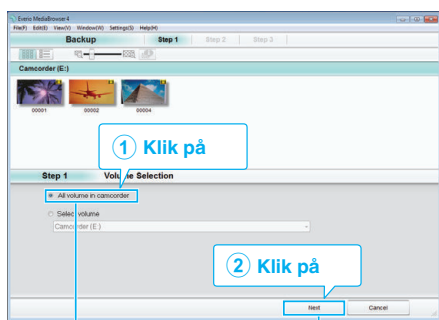 Everio MediaBrowser 4
File(F) Edit(E) View(V) Window(W) Settings(S) Help(H)
Backup Step 1 Step 2 Step 3
Camcorder (E:)
00001 00002 00004
1 Klik på
Step 1 Volume Selection
All volume in camcorder
Select volume
Camcorder (E:)
2 Klik på
Next Cancel